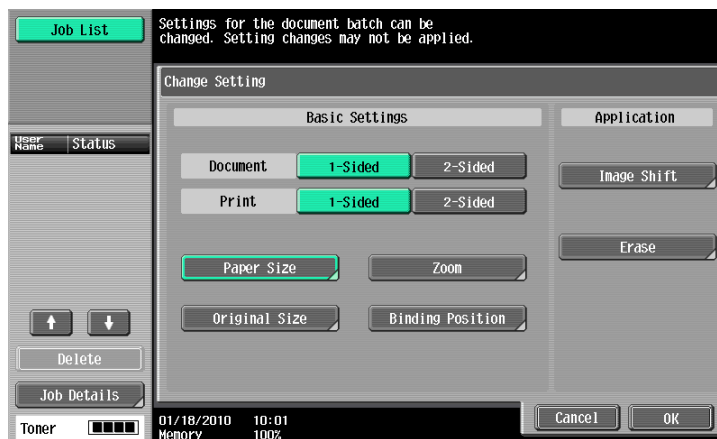 Job List
Settings for the document batch can be
changed. Setting changes may not be applied.
Change Setting
Basic Settings
Application
User Name Status
Document 1-Sided 2-Sided
Image Shift
Print 1-Sided 2-Sided
Erase
Paper Size Zoom
Original Size Binding Position
Delete
Job Details
Cancel OK
Toner
01/18/2010 10:01
Memory 100%